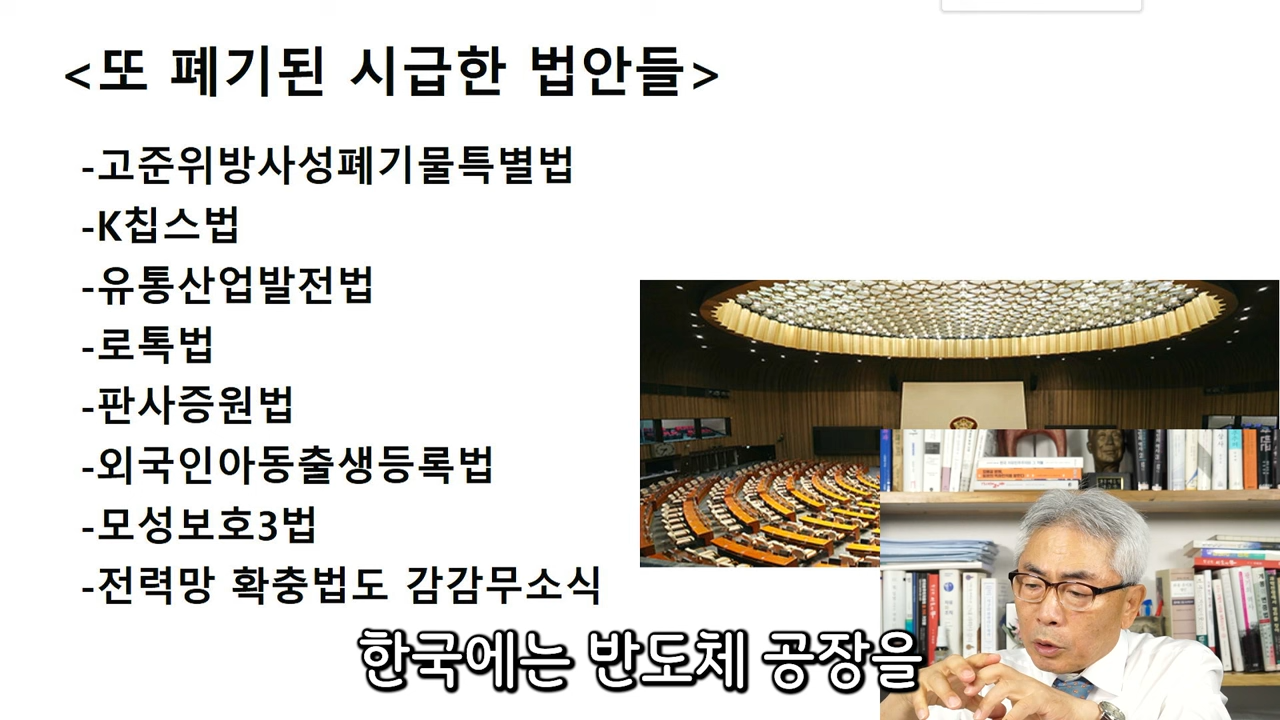 <또 폐기된 시급한 법안들>
-고준위방사성폐기물특별법
-K칩스법
-유통산업발전법
-로톡법
-판사증원법
-외국인아동출생등록법
-모성보호3법
-전력망 확충법도 감감무소식
한국에는 반도체 공장을